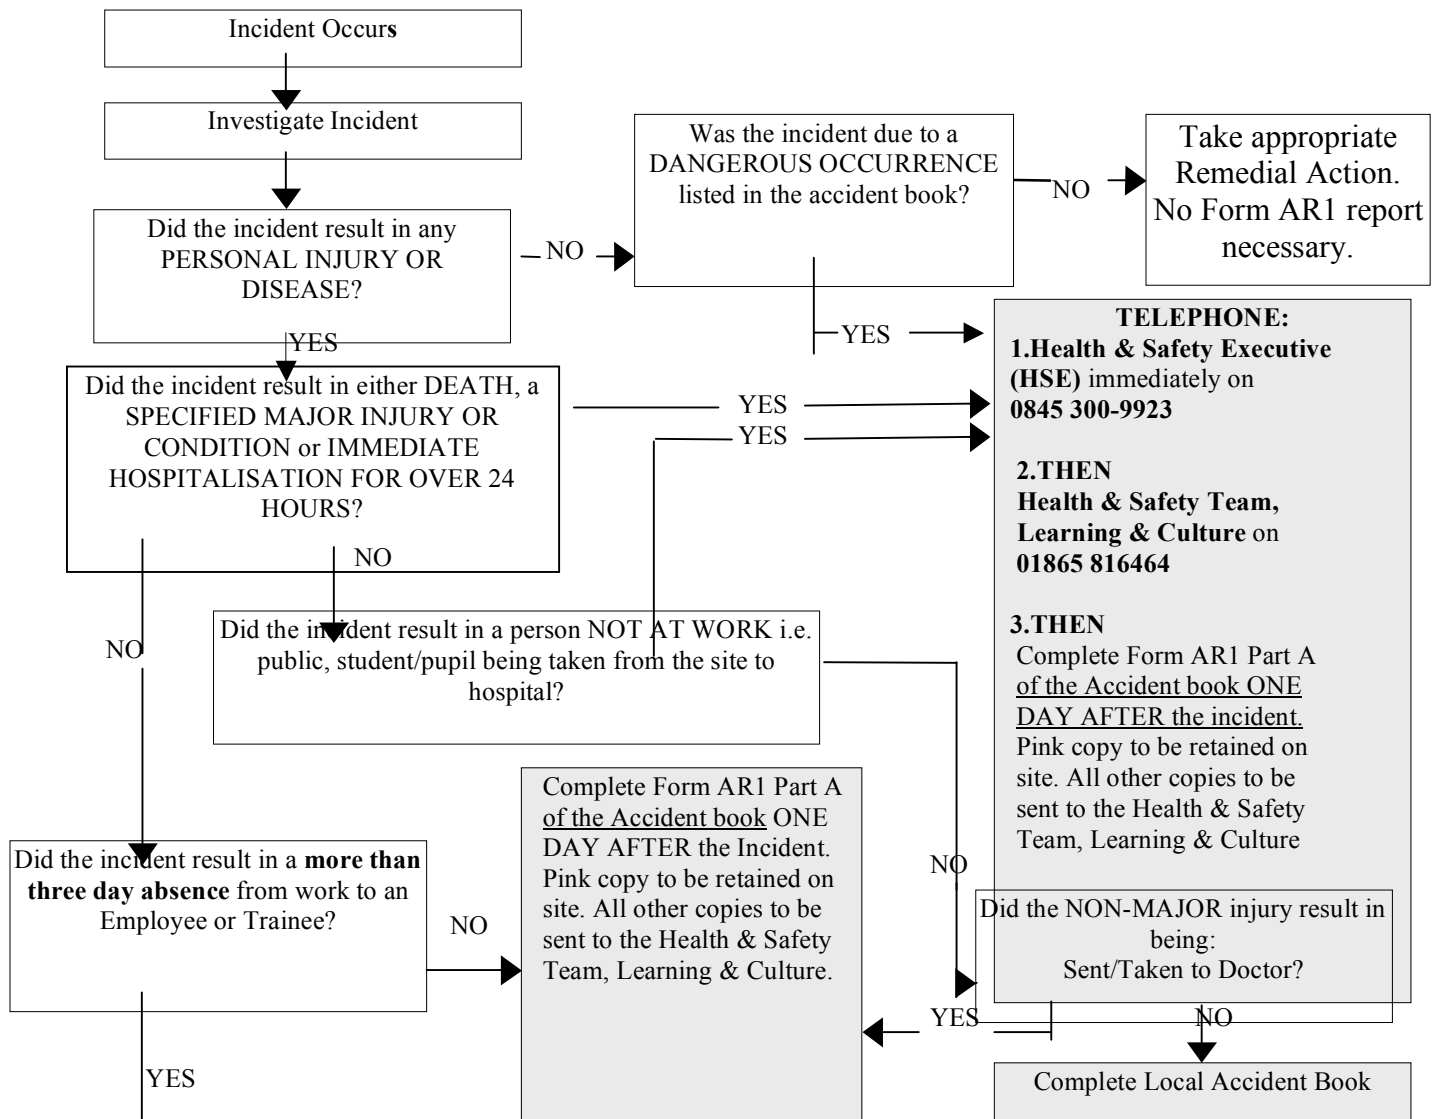 Incident Occurs
Investigate Incident
Did the incident result in any
PERSONAL INJURY OR
DISEASE?
NO
Was the incident due to a
DANGEROUS OCCURRENCE
listed in the accident book?
NO
Take appropriate
Remedial Action.
No Form AR1 report
necessary.
YES
YES
Did the incident result in either DEATH, a
SPECIFIED MAJOR INJURY OR
CONDITION or IMMEDIATE
HOSPITALISATION FOR OVER 24
HOURS?
YES
YES
TELEPHONE:
1.Health & Safety Executive
(HSE) immediately on
0845 300-9923
2.THEN
Health & Safety Team,
Learning & Culture on
01865 816464
3.THEN
Complete Form AR1 Part A
of the Accident book ONE
DAY AFTER the incident.
Pink copy to be retained on
site. All other copies to be
sent to the Health & Safety
Team, Learning & Culture
NO
NO
Did the incident result in a person NOT AT WORK i.e.
public, student/pupil being taken from the site to
hospital?
Did the incident result in a more than
three day absence from work to an
Employee or Trainee?
NO
Complete Form AR1 Part A
of the Accident book ONE
DAY AFTER the Incident.
Pink copy to be retained on
site. All other copies to be
sent to the Health & Safety
Team, Learning & Culture.
NO
Did the NON-MAJOR injury result in
being:
Sent/Taken to Doctor?
YES
NO
YES
Complete Local Accident Book